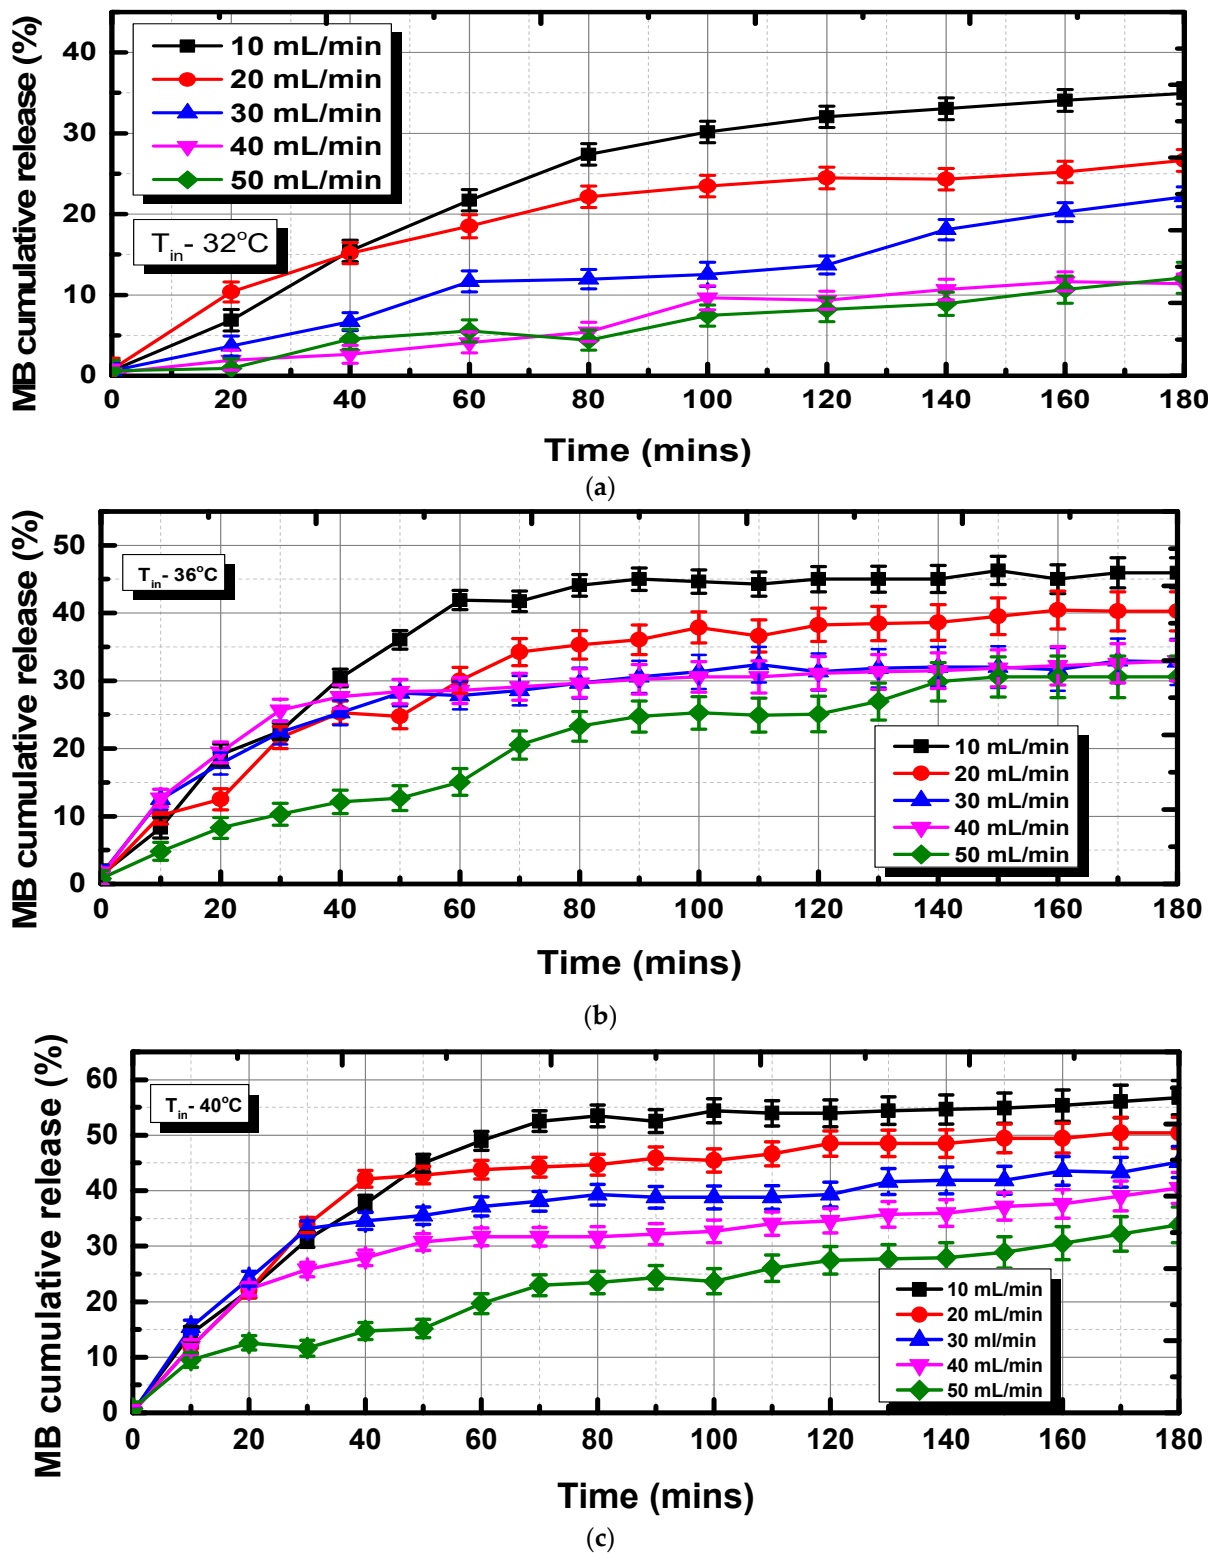 MB cumulative release (%)
40
30
20
10
0
10 mL/min
20 mL/min
30 mL/min
40 mL/min
50 mL/min
Tin- 32°C
0 20 40 60 80 100 120 140 160 180
Time (mins)
(a)
MB cumulative release (%)
50
40
30
20
10
0
Tin- 36°C
10 mL/min
20 mL/min
30 mL/min
40 mL/min
50 mL/min
0 20 40 60 80 100 120 140 160 180
Time (mins)
(b)
MB cumulative release (%)
60
50
40
30
20
10
0
Tin- 40°C
10 mL/min
20 mL/min
30 ml/min
40 mL/min
50 mL/min
0 20 40 60 80 100 120 140 160 180
Time (mins)
(c)